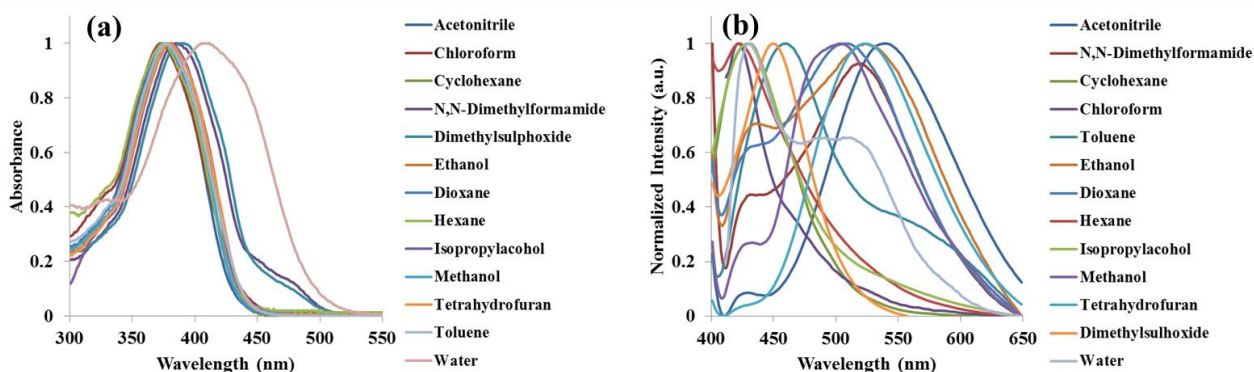 (a)
Absorbance
1
0.8
0.6
0.4
0.2
0
300
350
400
450
500
550
Wavelength (nm)
Acetonitrile
Chloroform
Cyclohexane
N,N-Dimethylformamide
Dimethylsulphoxide
Ethanol
Dioxane
Hexane
Isopropylacohol
Methanol
Tetrahydrofuran
Toluene
Water
(b)
Normalized Intensity (a.u.)
1
0.8
0.6
0.4
0.2
0
400
450
500
550
600
650
Wavelength (nm)
Acetonitrile
N,N-Dimethylformamide
Cyclohexane
Chloroform
Toluene
Ethanol
Dioxane
Hexane
Isopropylacohol
Methanol
Tetrahydrofuran
Dimethylsulhoxide
Water